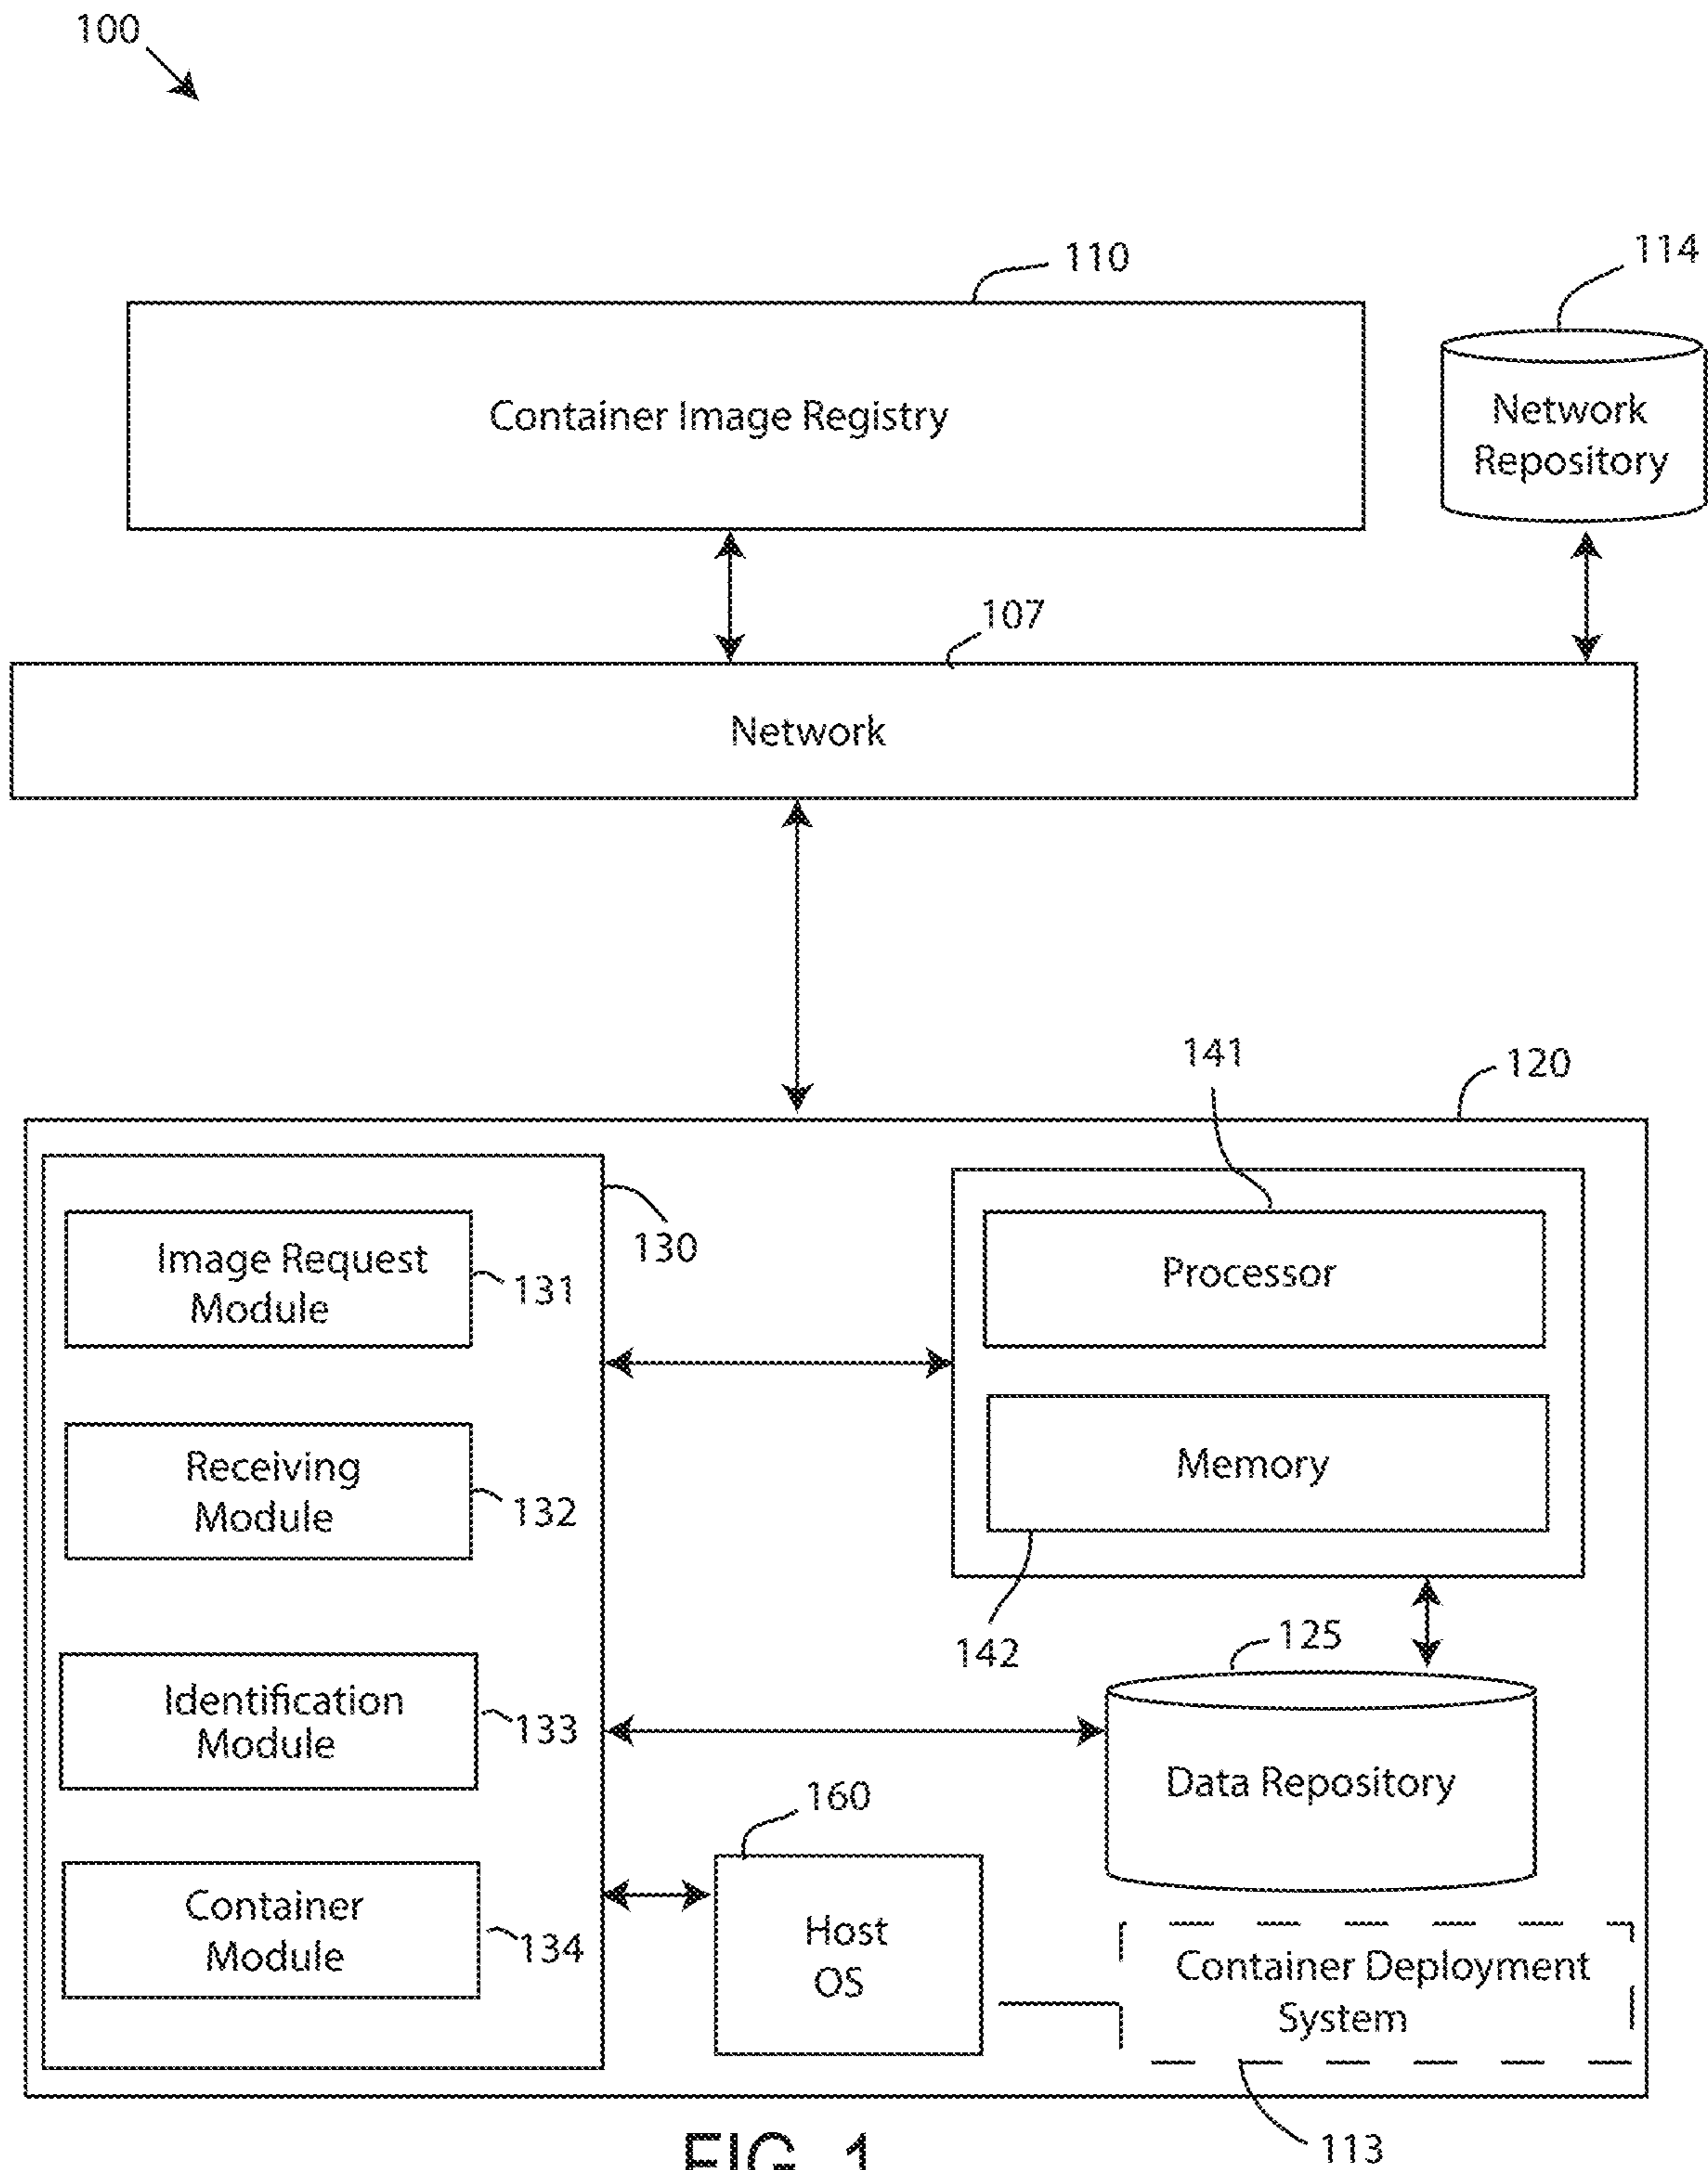 100
110
114
Container Image Registry
Network
Repository
107
Network
141
120
130
Image Request
Module
131
Processor
Receiving
Module
132
Memory
142
125
Identification
Module
133
Data Repository
160
Container
Module
134
Host
OS
Container Deployment
System
113
FIG. 1